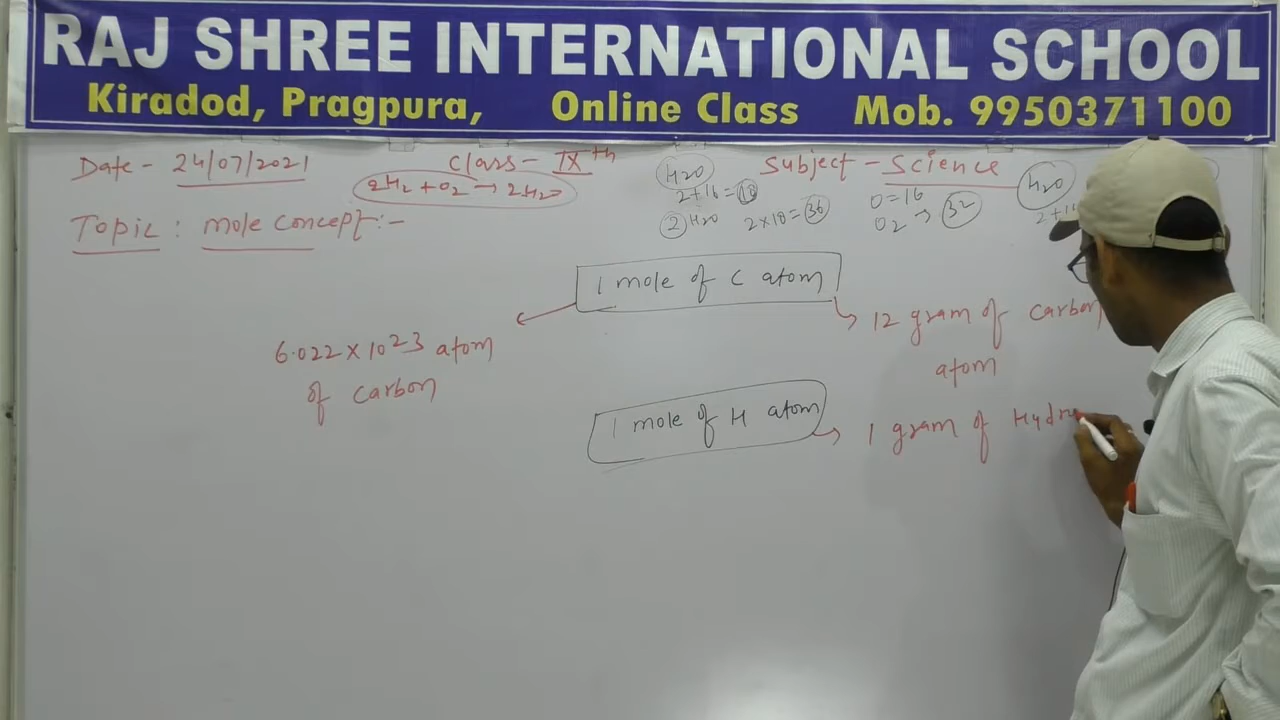 RAJ SHREE INTERNATIONAL SCHOOL
Kiradod, Pragpura, Online Class Mob. 9950371100
Date - 24/07/2021 Class - IXth Subject - Science
2H2 + O2 → 2H2O
H2O
2+16 = 18
2 H2O 2×18 = 36
O = 16
O2 → 32
H2O
2+1
Topic : mole concept :-
1 mole of C atom
6.022 × 10 23 atom
of carbon
12 gram of carbon
atom
1 mole of H atom
1 gram of Hydr